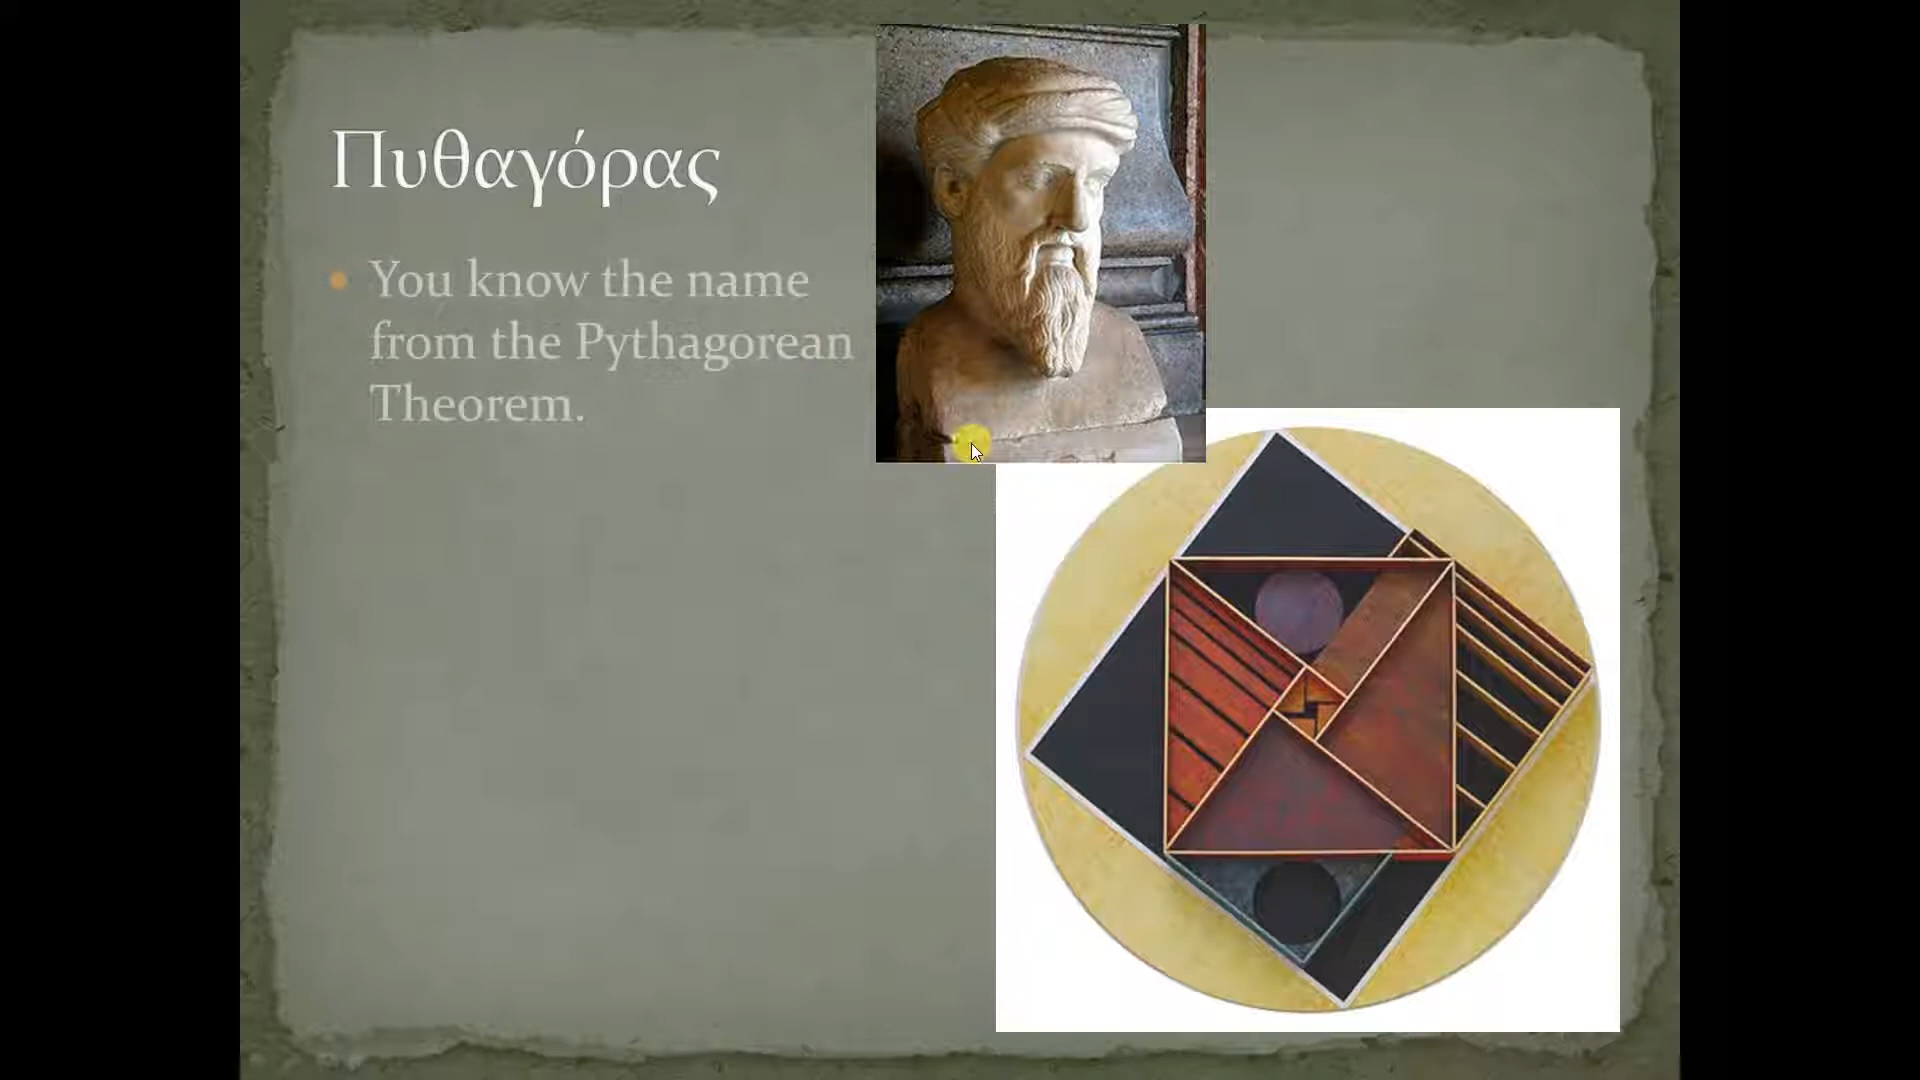 Πυθαγόρας
You know the name
from the Pythagorean
Theorem.